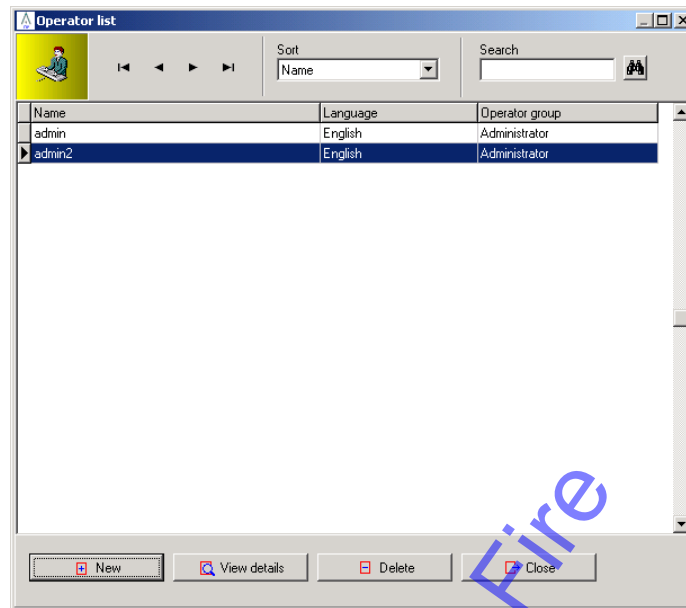 Operator list
Sort
Search
Name
Name Language Operator group
admin English Administrator
admin2 English Administrator
New View details Delete Close
Fire